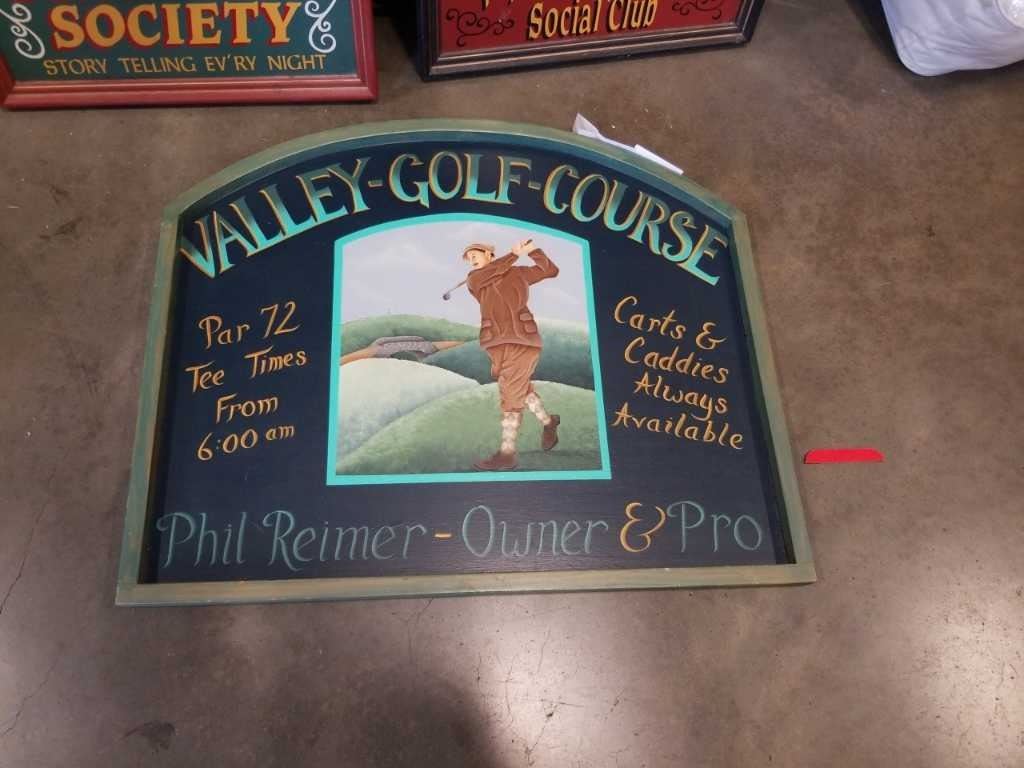 SOCIETY
STORY TELLING EV'RY NIGHT
Social Club
VALLEY-GOLF-COURSE
Par 72
Tee Times
From
6:00 am
Carts &
Caddies
Always
Available
Phil Reimer - Owner & Pro